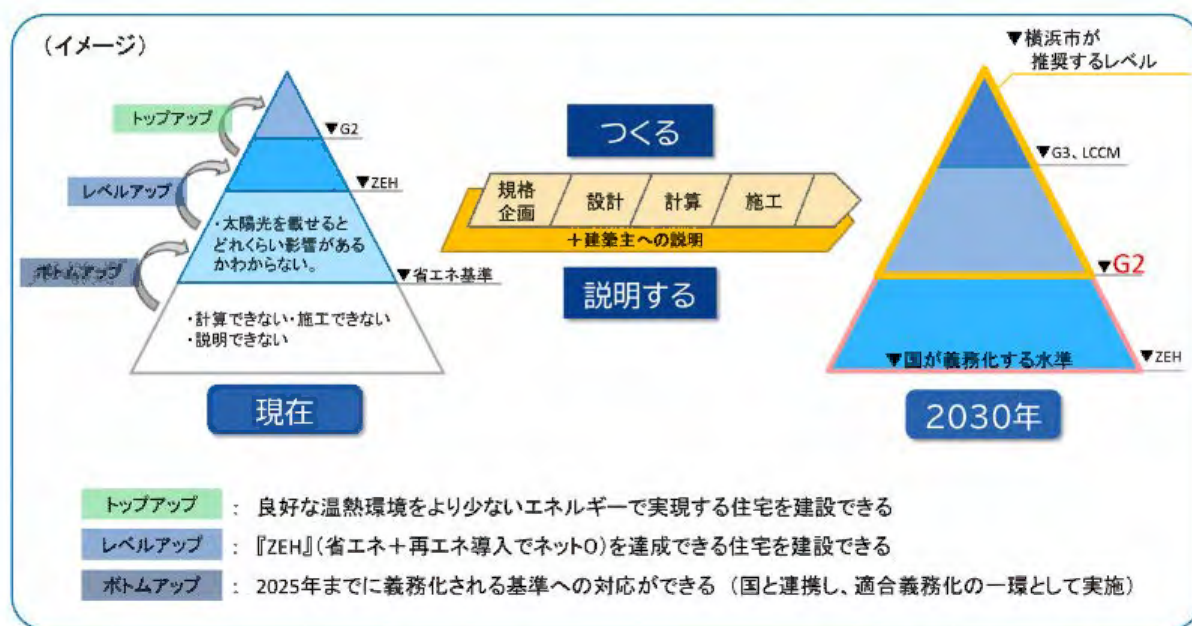 （イメージ）
トップアップ
レベルアップ
ボトムアップ
▼G2
▼ZEH
・太陽光を載せると
どれくらい影響がある
かわからない。
▼省エネ基準
・計算できない・施工できない
・説明できない
現在
つくる
規格
企画
設計
計算
施工
＋建築主への説明
説明する
▼横浜市が
推奨するレベル
▼G3、LCCM
▼G2
▼国が義務化する水準
▼ZEH
2030年
トップアップ ： 良好な温熱環境をより少ないエネルギーで実現する住宅を建設できる
レベルアップ ： 『ZEH』（省エネ＋再エネ導入でネット0）を達成できる住宅を建設できる
ボトムアップ ： 2025年までに義務化される基準への対応ができる （国と連携し、適合義務化の一環として実施）